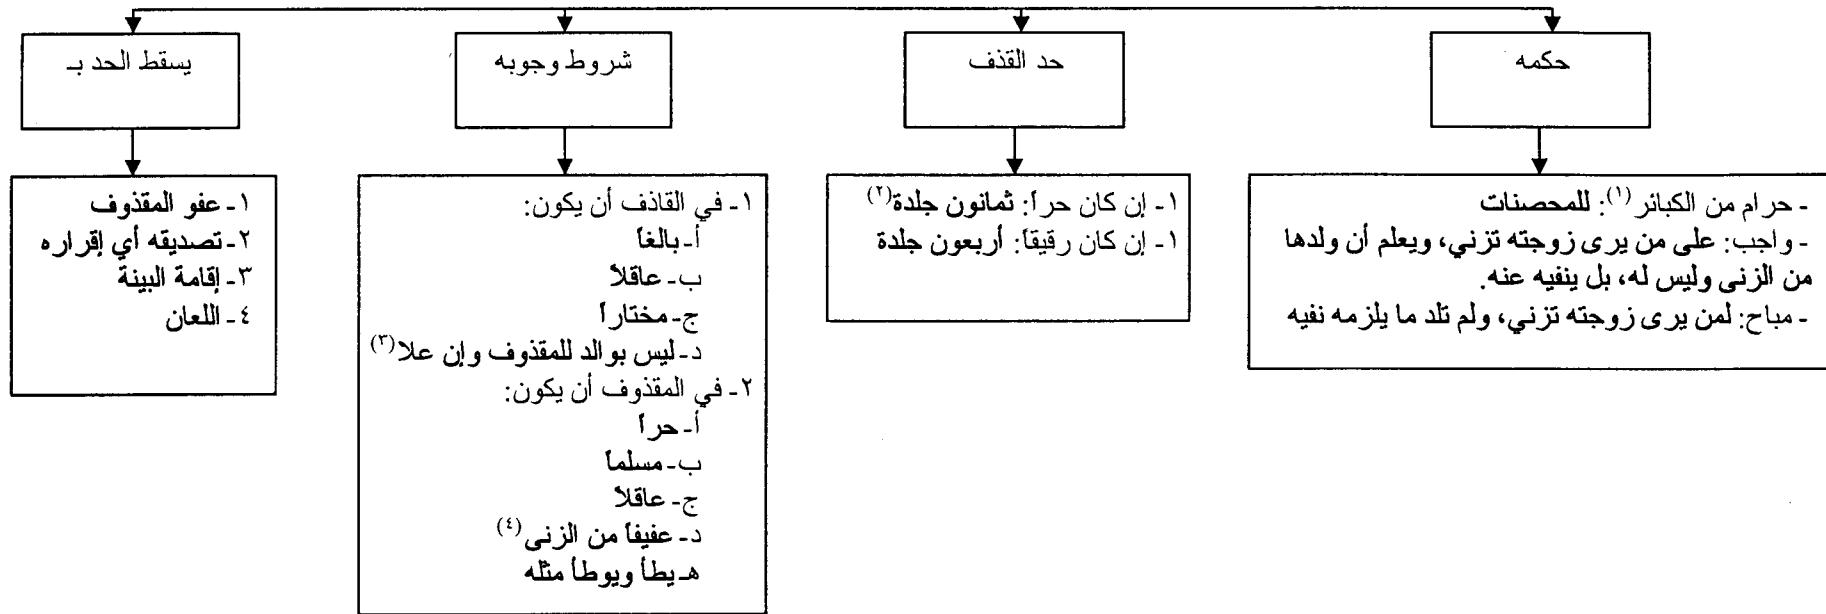 حكمه
- حرام من الكبائر (١): للمحصنات
- واجب: على من يرى زوجته تزني، ويعلم أن ولدها
من الزنى وليس له، بل ينفيه عنه.
- مباح: لمن يرى زوجته تزني، ولم تلد ما يلزمه نفيه
حد القذف
١- إن كان حراً: ثمانون جلدة(٢)
١- إن كان رقيقاً: أربعون جلدة
شروط وجوبه
١- في القاذف أن يكون:
أ- بالغاً
ب- عاقلاً
ج- مختاراً
د- ليس بوالد للمقذوف وإن علا(٣)
٢- في المقذوف أن يكون:
أ- حراً
ب- مسلماً
ج- عاقلاً
د- عفيفاً من الزنى(٤)
هـ يطأ ويوطأ مثله
يسقط الحد بـ
١- عفو المقذوف
٢- تصديقه أي إقراره
٣- إقامة البينة
٤- اللعان